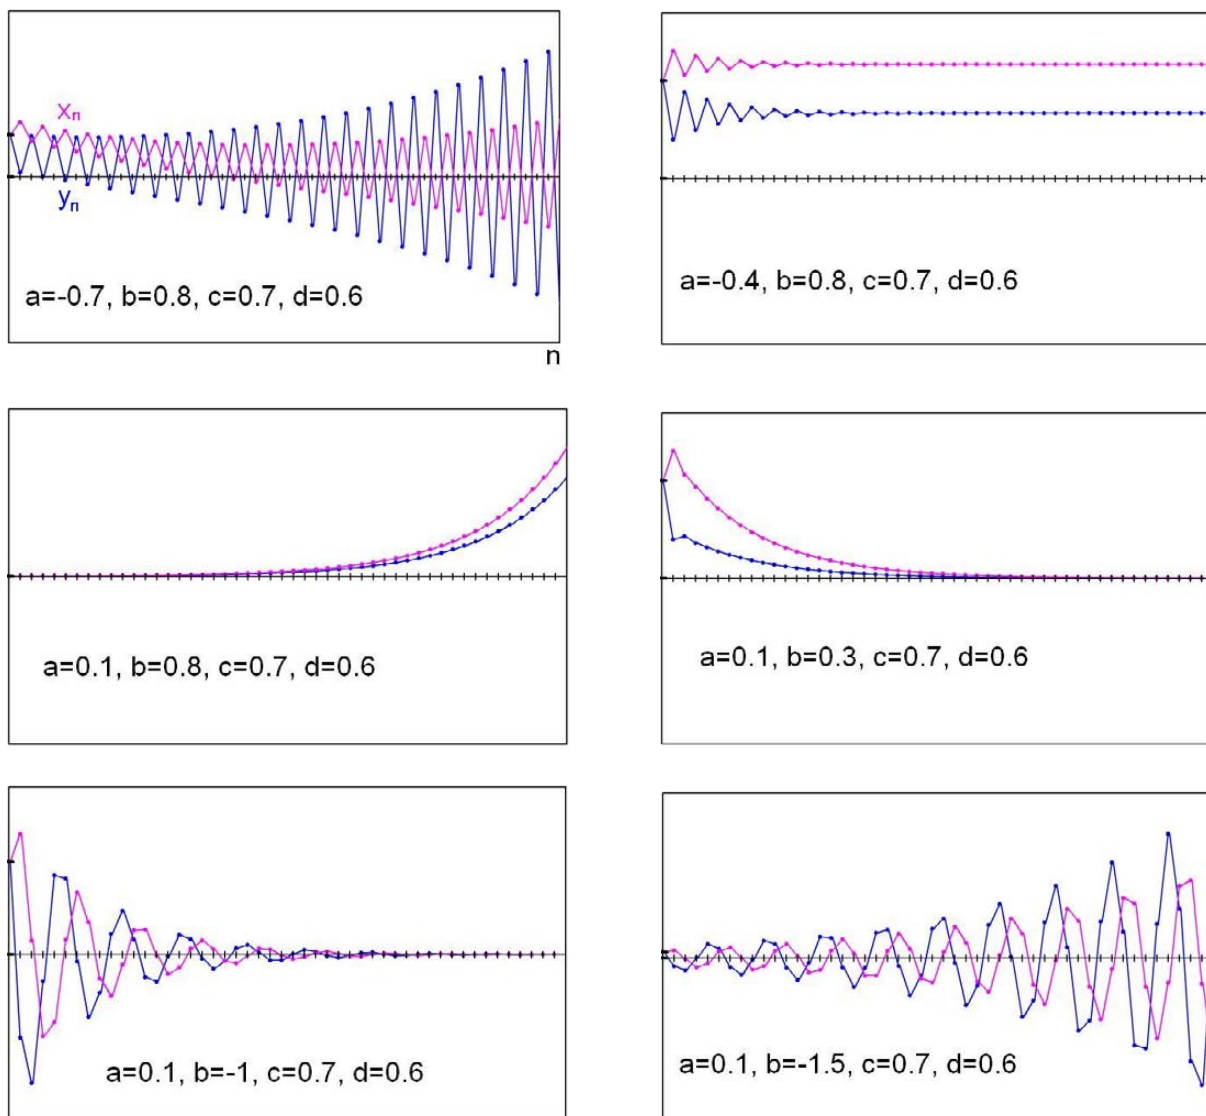 xn
yn
a=-0.7, b=0.8, c=0.7, d=0.6
n
a=-0.4, b=0.8, c=0.7, d=0.6
a=0.1, b=0.8, c=0.7, d=0.6
a=0.1, b=0.3, c=0.7, d=0.6
a=0.1, b=-1, c=0.7, d=0.6
a=0.1, b=-1.5, c=0.7, d=0.6